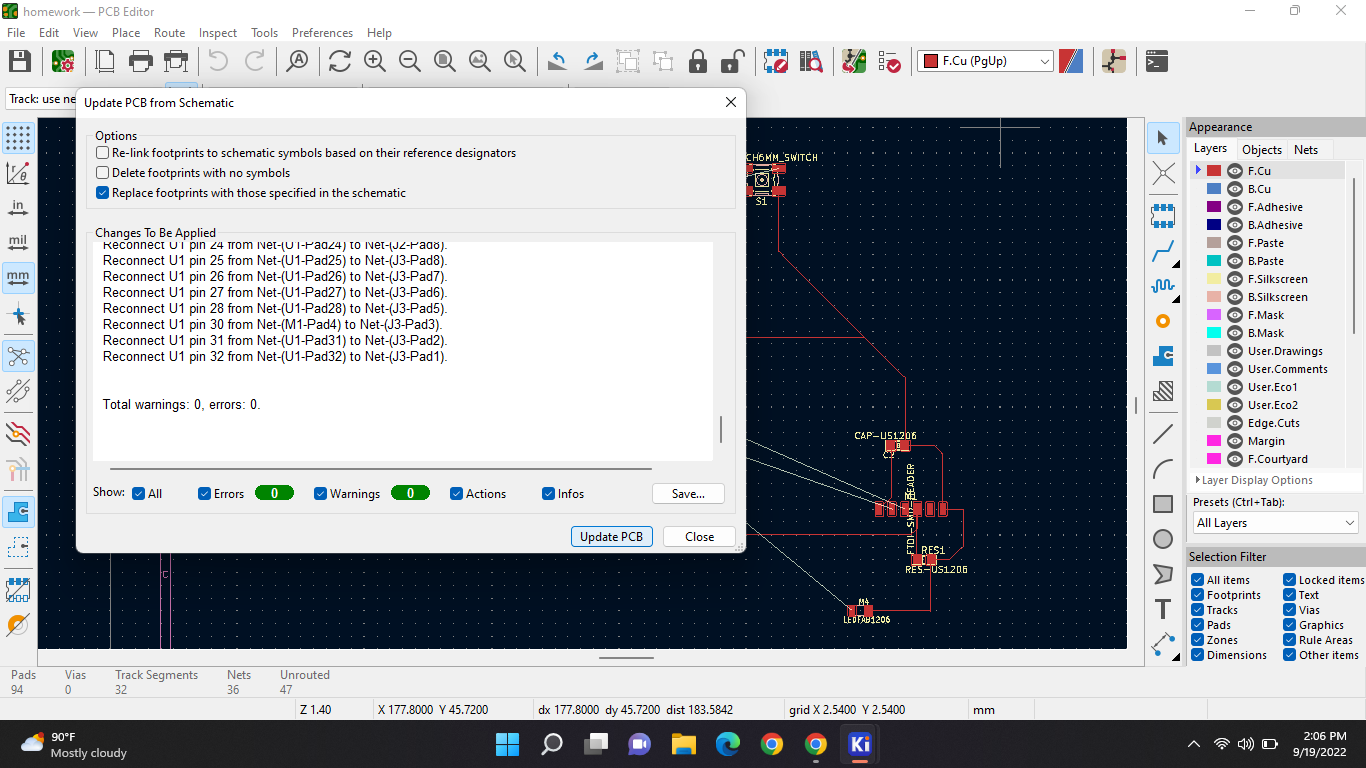 homework — PCB Editor
File Edit View Place Route Inspect Tools Preferences Help
F.Cu (PgUp)
Track: use ne
Update PCB from Schematic
Options
Re-link footprints to schematic symbols based on their reference designators
Delete footprints with no symbols
Replace footprints with those specified in the schematic
Changes To Be Applied
Reconnect U1 pin 24 from Net-(U1-Pad24) to Net-(J2-Pad8).
Reconnect U1 pin 25 from Net-(U1-Pad25) to Net-(J3-Pad8).
Reconnect U1 pin 26 from Net-(U1-Pad26) to Net-(J3-Pad7).
Reconnect U1 pin 27 from Net-(U1-Pad27) to Net-(J3-Pad6).
Reconnect U1 pin 28 from Net-(U1-Pad28) to Net-(J3-Pad5).
Reconnect U1 pin 30 from Net-(M1-Pad4) to Net-(J3-Pad3).
Reconnect U1 pin 31 from Net-(U1-Pad31) to Net-(J3-Pad2).
Reconnect U1 pin 32 from Net-(U1-Pad32) to Net-(J3-Pad1).
Total warnings: 0, errors: 0.
Show: All Errors 0 Warnings 0 Actions Infos Save...
Update PCB Close
in
mil
mm
CH6MM_SWITCH
S1
CAP-US1206
C2
RES1
RES-US1206
M4
C
Appearance
Layers Objects Nets
F.Cu
B.Cu
F.Adhesive
B.Adhesive
F.Paste
B.Paste
F.Silkscreen
B.Silkscreen
F.Mask
B.Mask
User.Drawings
User.Comments
User.Eco1
User.Eco2
Edge.Cuts
Margin
F.Courtyard
Layer Display Options
Presets (Ctrl+Tab):
All Layers
Selection Filter
All items Locked items
Footprints Text
Tracks Vias
Pads Graphics
Zones Rule Areas
Dimensions Other items
Pads Vias Track Segments Nets Unrouted
94 0 32 36 47
Z 1.40 X 177.8000 Y 45.7200 dx 177.8000 dy 45.7200 dist 183.5842 grid X 2.5400 Y 2.5400 mm
90°F
Mostly cloudy
Ki
2:06 PM
9/19/2022